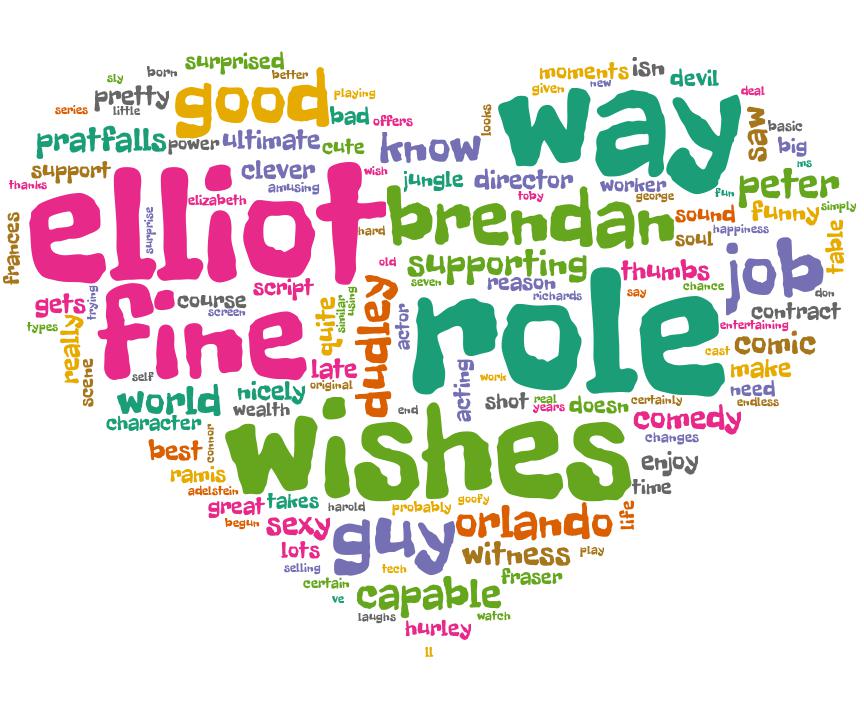 surprised
born
sly
better
moments
isn
devil
given
new
deal
series
pretty
little
good
playing
bad
offers
looks
way
saw
basic
big
ms
pratfalls
power
ultimate
cute
know
support
clever
amusing
wish
jungle
director
worker
george
fun
peter
simply
thanks
elliot
elizabeth
surprise
hard
toby
brendan
sound
funny
soul
happiness
table
frances
old
supporting
thumbs
job
don
seven
reason
richards
say
chance
contract
gets
trying
course
screen
script
quite
similar
using
dudley
actor
role
entertaining
types
really
scene
fine
late
original
self
cast
comic
make
need
endless
world
nicely
wealth
character
end
acting
work
shot
real
years
doesn
certainly
comedy
changes
best
connor
wishes
enjoy
time
ramis
adelstein
great
takes
harold
probably
goofy
life
begun
sexy
guy
orlando
lots
witness
play
selling
tech
fraser
certain
ve
capable
laughs
watch
hurley
ll